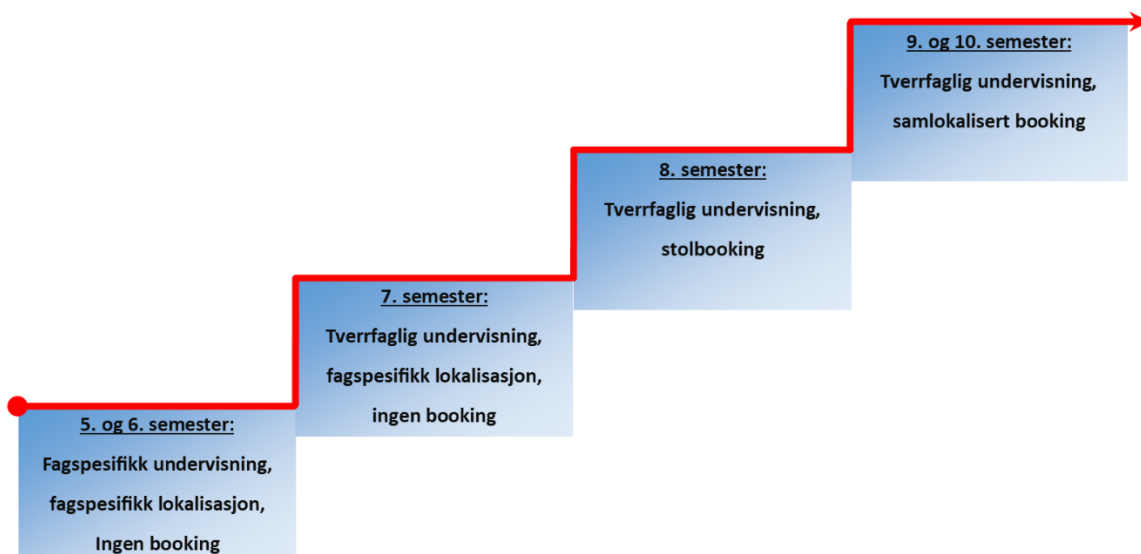 9. og 10. semester:
Tverrfaglig undervisning,
samlokalisert booking
8. semester:
Tverrfaglig undervisning,
stolbooking
7. semester:
Tverrfaglig undervisning,
fagspesifikk lokalisasjon,
ingen booking
5. og 6. semester:
Fagspesifikk undervisning,
fagspesifikk lokalisasjon,
Ingen booking